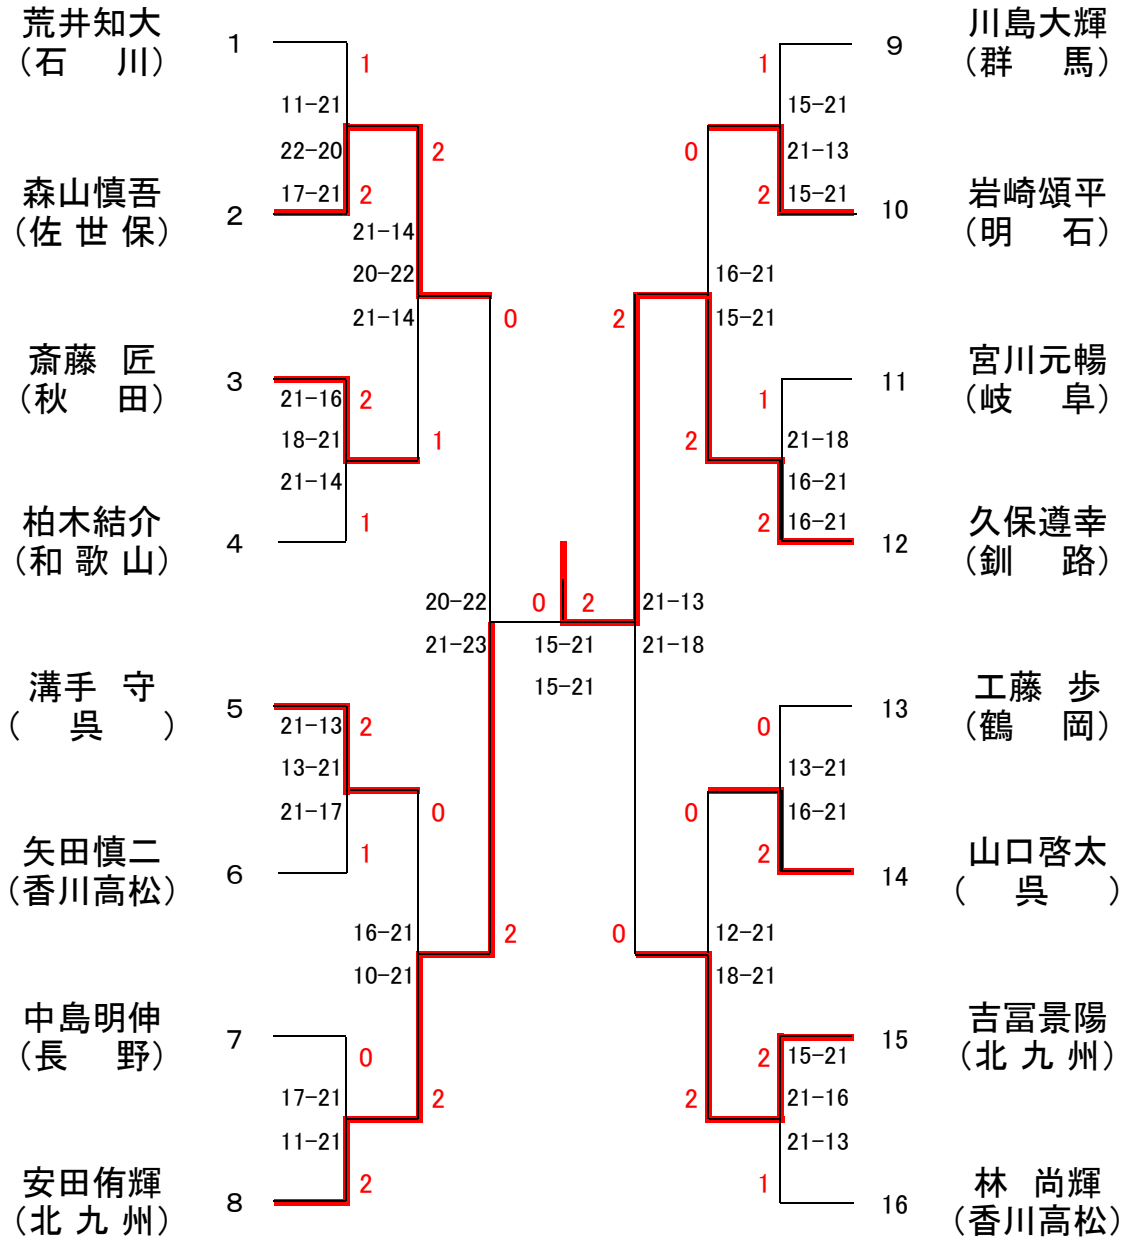 荒井知大
（石 川）
1
1
11-21
22-20
17-21
2
森山慎吾
（佐 世 保）
2
2
21-14
20-22
21-14
斎藤 匠
（秋 田）
3
2
21-16
18-21
21-14
1
柏木結介
（和 歌 山）
4
1
0
20-22
21-23
溝手 守
（ 呉 ）
5
2
21-13
13-21
21-17
0
矢田慎二
（香川高松）
6
1
16-21
10-21
2
中島明伸
（長 野）
7
0
17-21
11-21
2
安田侑輝
（北 九 州）
8
2
0
2
15-21
15-21
川島大輝
（群 馬）
9
1
15-21
21-13
15-21
0
岩崎頌平
（明 石）
10
2
16-21
15-21
2
宮川元暢
（岐 阜）
11
1
21-18
16-21
16-21
2
久保遵幸
（釧 路）
12
2
21-13
21-18
工藤 歩
（鶴 岡）
13
0
13-21
16-21
0
山口啓太
（ 呉 ）
14
2
12-21
18-21
0
吉冨景陽
（北 九 州）
15
2
15-21
21-16
21-13
2
林 尚輝
（香川高松）
16
1